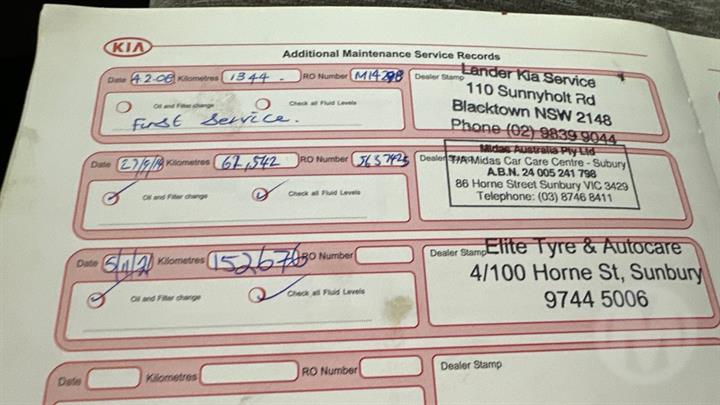 KIA
Additional Maintenance Service Records
Date 4-2-08 Kilometres 1344. RO Number M14298 Dealer Stamp Lander Kia Service
110 Sunnyholt Rd
Blacktown NSW 2148
Phone (02) 9839 9044
Oil and Filter change Check all Fluid Levels
First Service.
Date Kilometres 62,542 RO Number 5637425 Dealer
Midas Australia Pty Ltd
T/A Midas Car Care Centre - Subury
A.B.N. 24 005 241 798
86 Horne Street Sunbury VIC 3429
Telephone: (03) 8746 8411
Oil and Filter change Check all Fluid Levels
Date 5/11/21 Kilometres 152676 RO Number Dealer Stamp Elite Tyre & Autocare
4/100 Horne St, Sunbury
9744 5006
Oil and Filter change Check all Fluid Levels
Date Kilometres RO Number Dealer Stamp